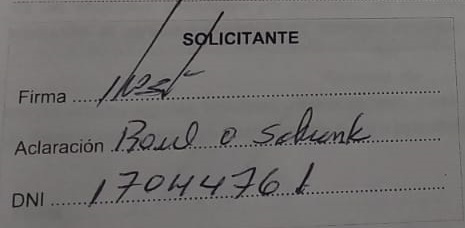 SOLICITANTE
Firma
Aclaración Raul O Schunk
DNI 17044761